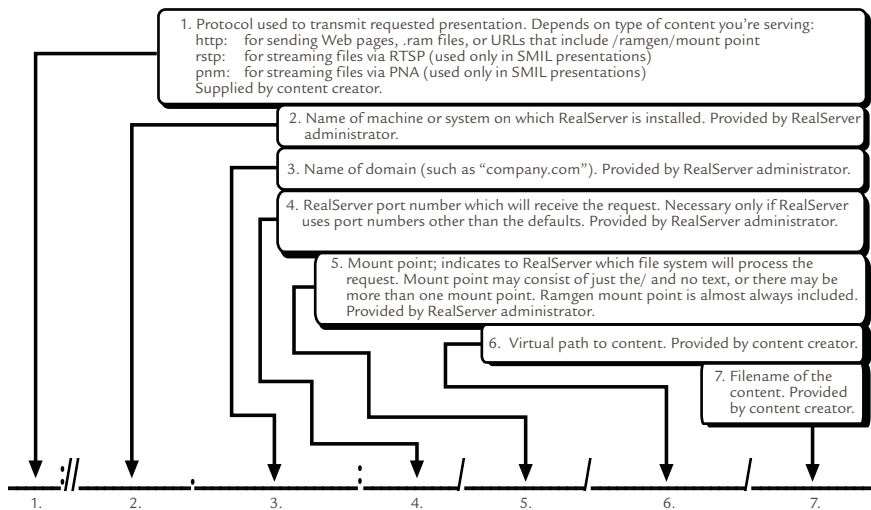 1. Protocol used to transmit requested presentation. Depends on type of content you're serving:
http: for sending Web pages, .ram files, or URLs that include /ramgen/mount point
rstp: for streaming files via RTSP (used only in SMIL presentations)
pnm: for streaming files via PNA (used only in SMIL presentations)
Supplied by content creator.
2. Name of machine or system on which RealServer is installed. Provided by RealServer
administrator.
3. Name of domain (such as “company.com”). Provided by RealServer administrator.
4. RealServer port number which will receive the request. Necessary only if RealServer
uses port numbers other than the defaults. Provided by RealServer administrator.
5. Mount point; indicates to RealServer which file system will process the
request. Mount point may consist of just the/ and no text, or there may be
more than one mount point. Ramgen mount point is almost always included.
Provided by RealServer administrator.
6. Virtual path to content. Provided by content creator.
7. Filename of the
content. Provided
by content creator.
: // . : / / /
1. 2. 3. 4. 5. 6. 7.